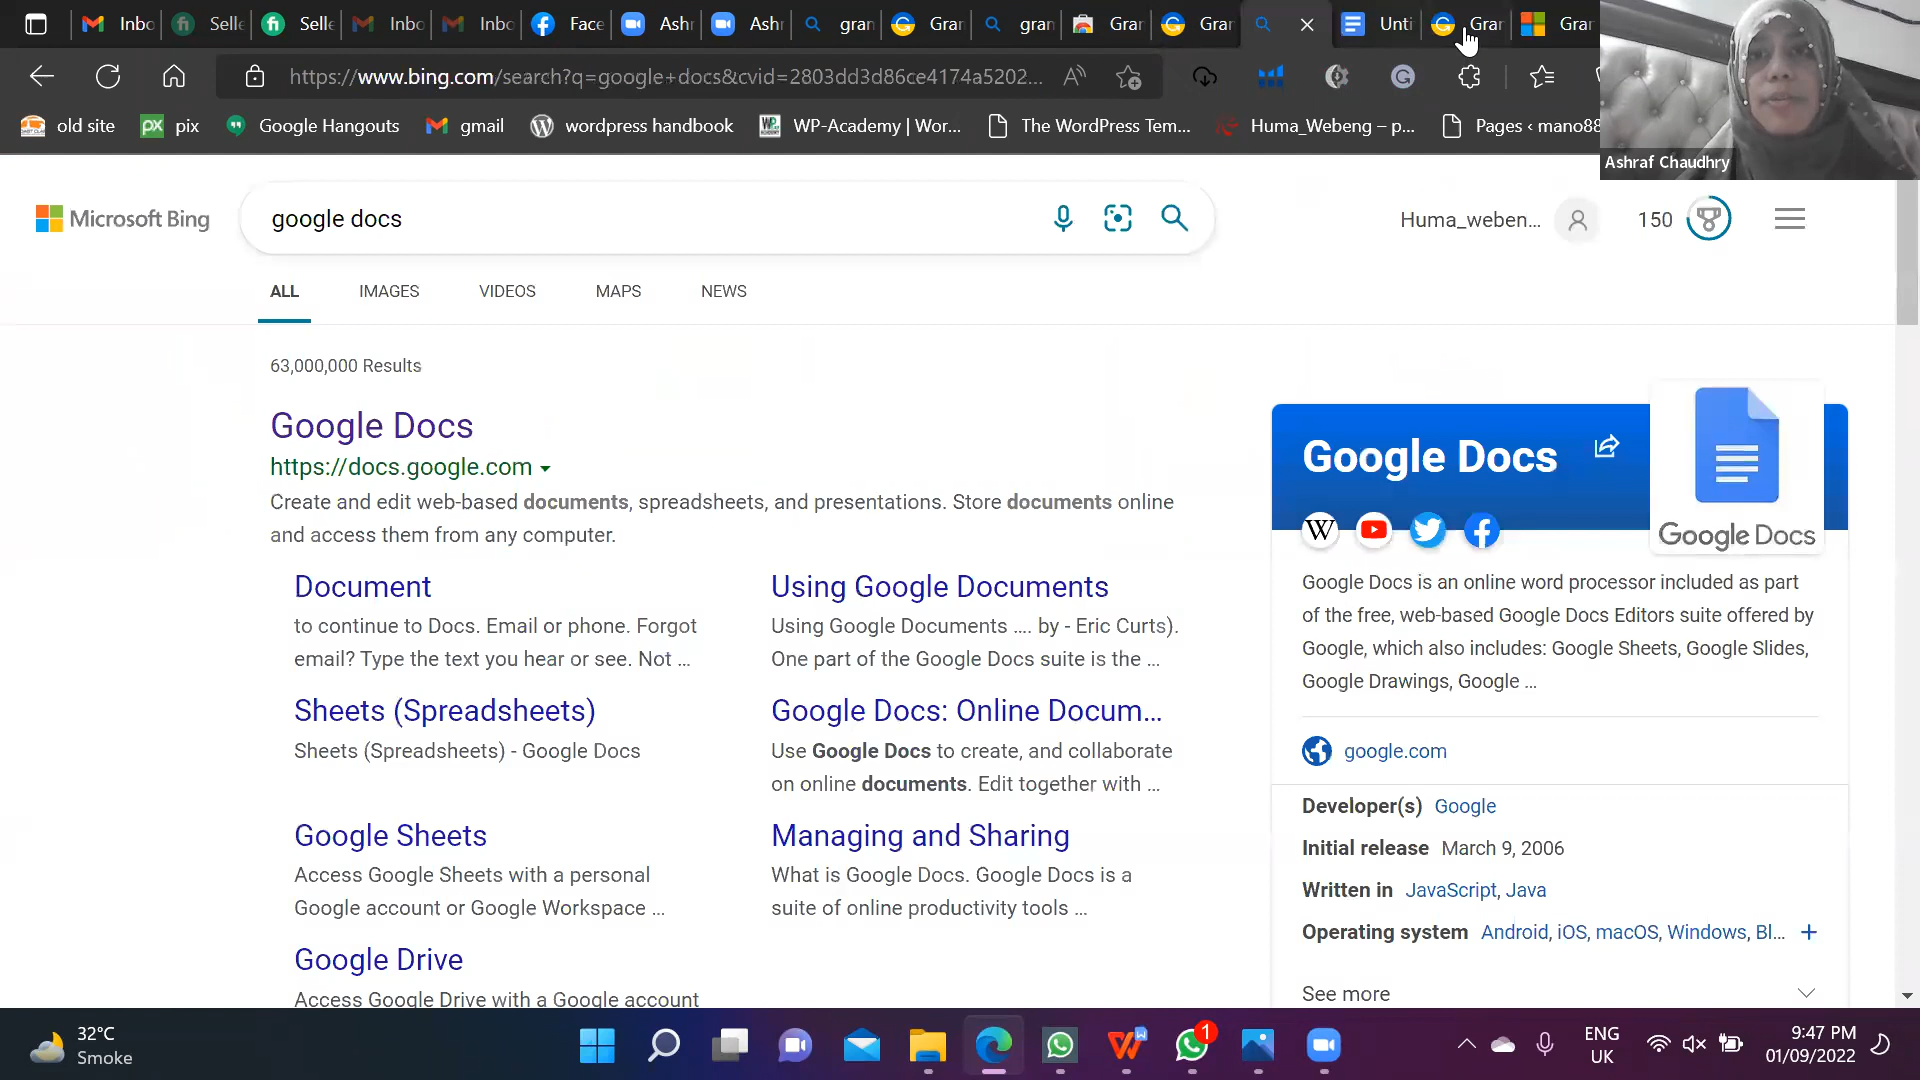 Inbo
Selle
Selle
Inbo
Inbo
Face
Ashr
Ashr
gran
Gran
gran
Gran
Gran
Unti
Gran
Gran
https://www.bing.com/search?q=google+docs&cvid=2803dd3d86ce4174a5202...
old site
pix
Google Hangouts
gmail
wordpress handbook
WP-Academy | Wor...
The WordPress Tem...
Huma_Webeng – p...
Pages ‹ mano88
Ashraf Chaudhry
Microsoft Bing
google docs
Huma_weben...
150
ALL
IMAGES
VIDEOS
MAPS
NEWS
63,000,000 Results
Google Docs
https://docs.google.com
Create and edit web-based documents, spreadsheets, and presentations. Store documents online
and access them from any computer.
Document
to continue to Docs. Email or phone. Forgot
email? Type the text you hear or see. Not ...
Using Google Documents
Using Google Documents .... by - Eric Curts).
One part of the Google Docs suite is the ...
Sheets (Spreadsheets)
Sheets (Spreadsheets) - Google Docs
Google Docs: Online Docum...
Use Google Docs to create, and collaborate
on online documents. Edit together with ...
Google Sheets
Access Google Sheets with a personal
Google account or Google Workspace ...
Managing and Sharing
What is Google Docs. Google Docs is a
suite of online productivity tools ...
Google Drive
Access Google Drive with a Google account
Google Docs
W
Google Docs
Google Docs is an online word processor included as part
of the free, web-based Google Docs Editors suite offered by
Google, which also includes: Google Sheets, Google Slides,
Google Drawings, Google ...
google.com
Developer(s) Google
Initial release March 9, 2006
Written in JavaScript, Java
Operating system Android, iOS, macOS, Windows, Bl...
See more
32°C
Smoke
1
ENG
UK
9:47 PM
01/09/2022